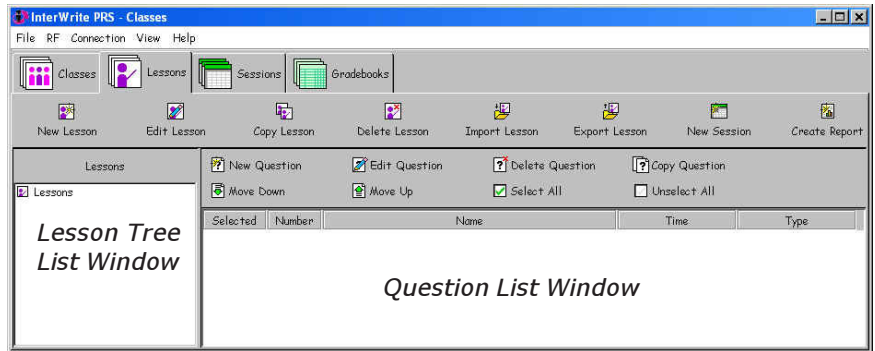 InterWrite PRS - Classes
File RF Connection View Help
Classes Lessons Sessions Gradebooks
New Lesson Edit Lesson Copy Lesson Delete Lesson Import Lesson Export Lesson New Session Create Report
Lessons
New Question Edit Question Delete Question Copy Question
Lessons
Move Down Move Up Select All Unselect All
Selected Number Name Time Type
Lesson Tree
List Window
Question List Window